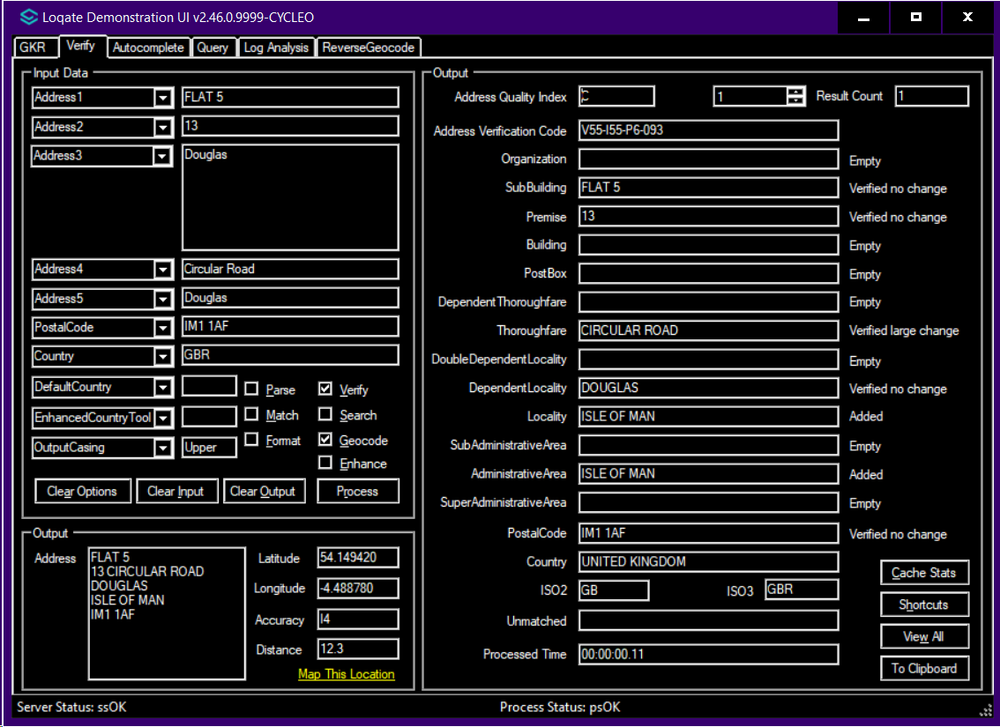 Loqate Demonstration UI v2.46.0.9999-CYCLEO
GKR Verify Autocomplete Query Log Analysis ReverseGeocode
Input Data
Address1 FLAT 5
Address2 13
Address3 Douglas
Address4 Circular Road
Address5 Douglas
PostalCode IM1 1AF
Country GBR
DefaultCountry Parse Verify
EnhancedCountryTool Match Search
OutputCasing Upper Format Geocode
Enhance
Clear Options Clear Input Clear Output Process
Output
Address
FLAT 5
13 CIRCULAR ROAD
DOUGLAS
ISLE OF MAN
IM1 1AF
Latitude 54.149420
Longitude -4.488780
Accuracy I4
Distance 12.3
Map This Location
Output
Address Quality Index C 1 Result Count 1
Address Verification Code V55-I55-P6-093
Organization Empty
SubBuilding FLAT 5 Verified no change
Premise 13 Verified no change
Building Empty
PostBox Empty
DependentThoroughfare Empty
Thoroughfare CIRCULAR ROAD Verified large change
DoubleDependentLocality Empty
DependentLocality DOUGLAS Verified no change
Locality ISLE OF MAN Added
SubAdministrativeArea Empty
AdministrativeArea ISLE OF MAN Added
SuperAdministrativeArea Empty
PostalCode IM1 1AF Verified no change
Country UNITED KINGDOM
ISO2 GB ISO3 GBR
Unmatched
Processed Time 00:00:00.11
Cache Stats
Shortcuts
View All
To Clipboard
Server Status: ssOK Process Status: psOK